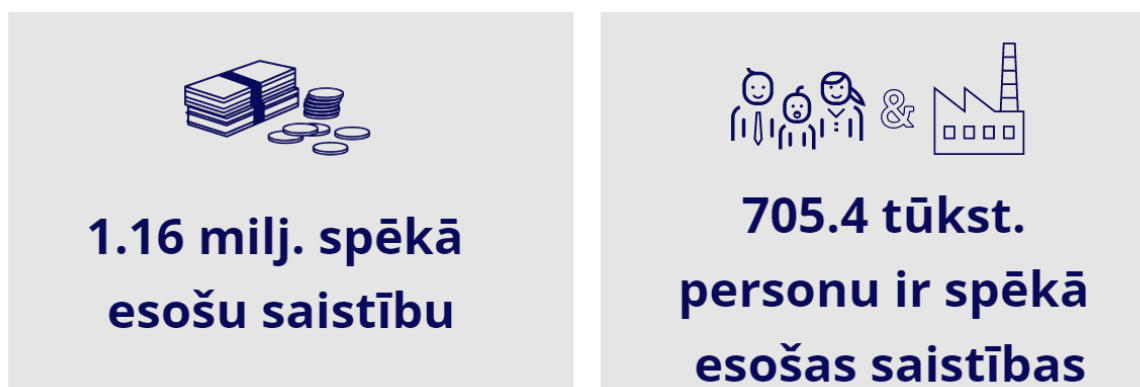 1.16 milj. spēkā
esošu saistību
&
705.4 tūkst.
personu ir spēkā
esošas saistības